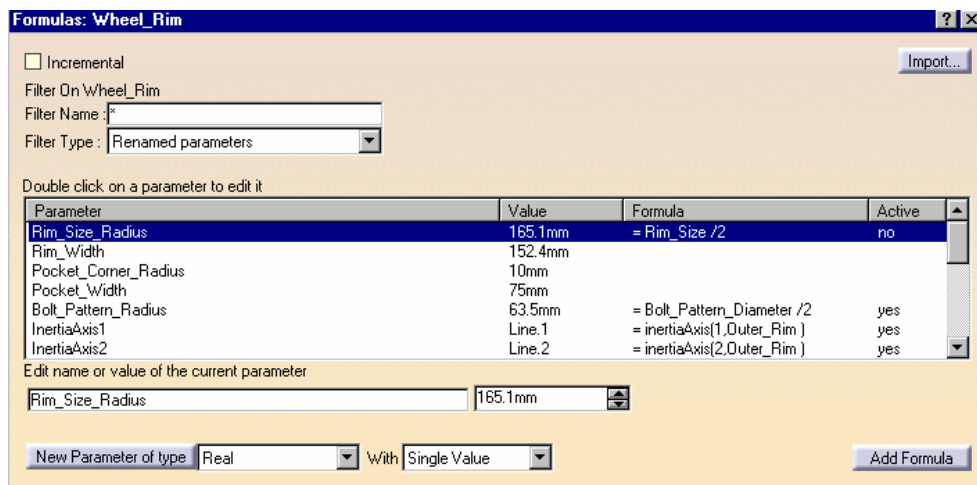 Formulas: Wheel_Rim
Incremental
Import...
Filter On Wheel_Rim
Filter Name : *
Filter Type : Renamed parameters
Double click on a parameter to edit it
Parameter Value Formula Active
Rim_Size_Radius 165.1mm = Rim_Size /2 no
Rim_Width 152.4mm
Pocket_Corner_Radius 10mm
Pocket_Width 75mm
Bolt_Pattern_Radius 63.5mm = Bolt_Pattern_Diameter /2 yes
InertiaAxis1 Line.1 = inertiaAxis(1,Outer_Rim ) yes
InertiaAxis2 Line.2 = inertiaAxis(2,Outer_Rim ) yes
Edit name or value of the current parameter
Rim_Size_Radius 165.1mm
New Parameter of type Real With Single Value Add Formula